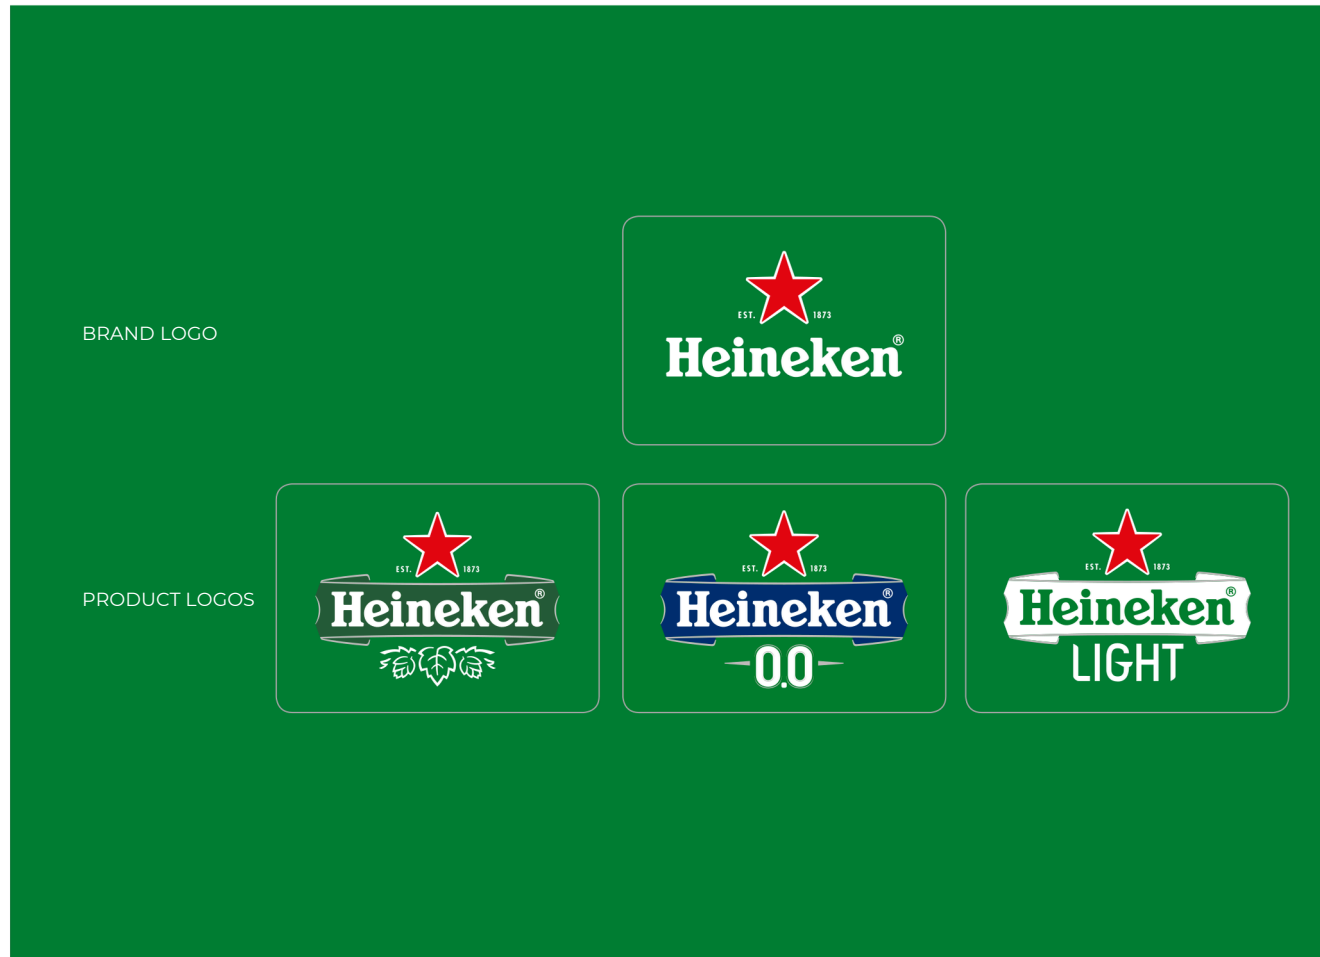 EST. 1873
Heineken®
BRAND LOGO
EST. 1873
Heineken®
EST. 1873
Heineken®
0.0
EST. 1873
Heineken®
LIGHT
PRODUCT LOGOS